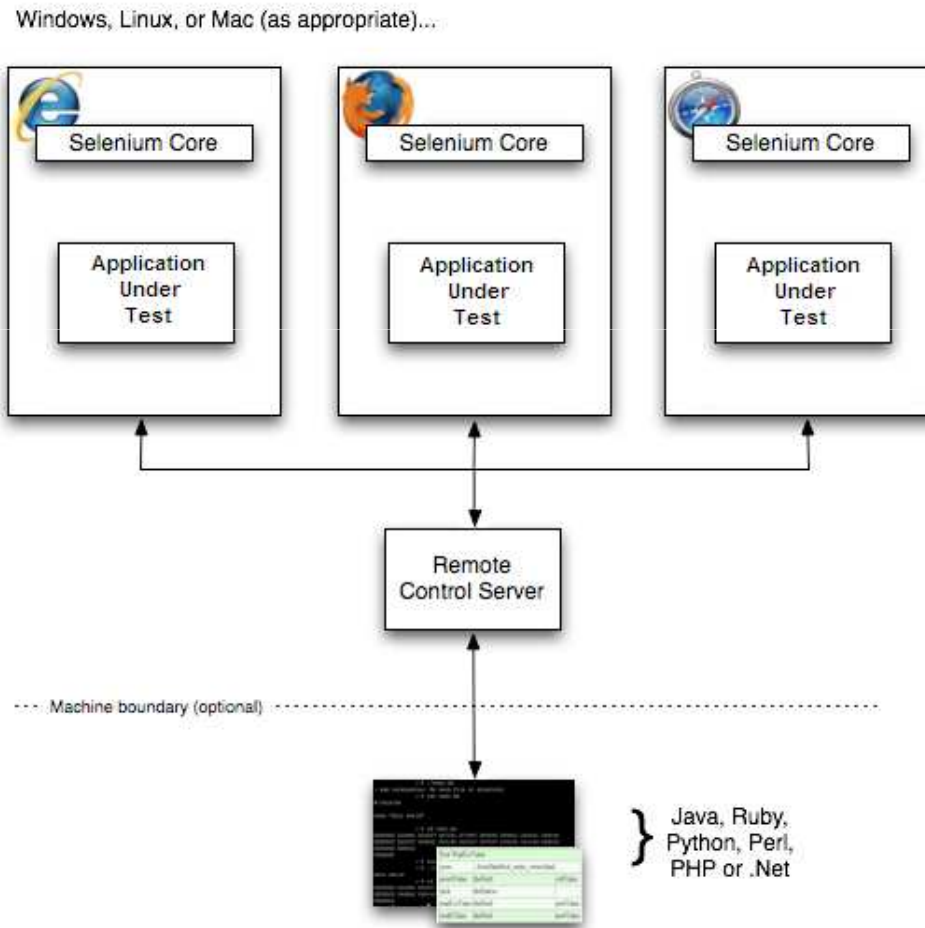 Windows, Linux, or Mac (as appropriate)...
Selenium Core
Application
Under
Test
Selenium Core
Application
Under
Test
Selenium Core
Application
Under
Test
Remote
Control Server
Machine boundary (optional)
Java, Ruby,
Python, Perl,
PHP or .Net